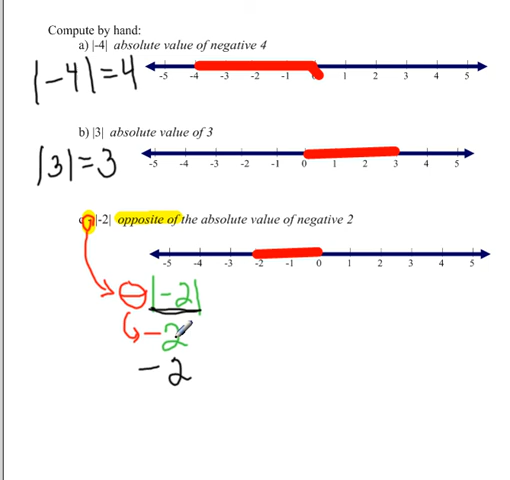 Compute by hand:
a) |-4| absolute value of negative 4
|-4|=4
-5 -4 -3 -2 -1 1 2 3 4 5
b) |3| absolute value of 3
|3|=3
-5 -4 -3 -2 -1 0 1 2 3 4 5
|-2| opposite of the absolute value of negative 2
-5 -4 -3 -2 -1 0 1 2 3 4 5
-|-2|
-2
-2